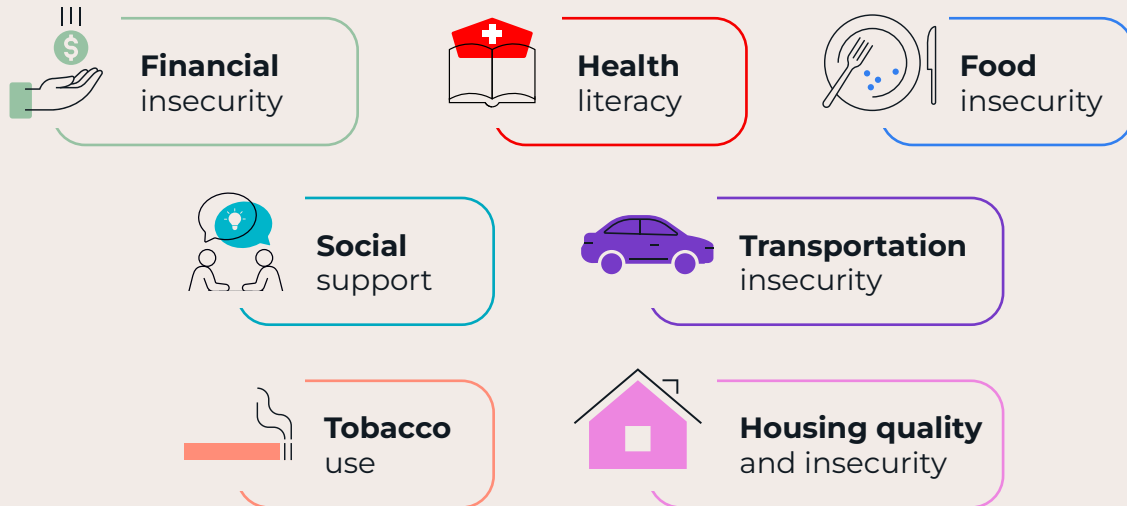 Financial
insecurity
Health
literacy
Food
insecurity
Social
support
Transportation
insecurity
Tobacco
use
Housing quality
and insecurity